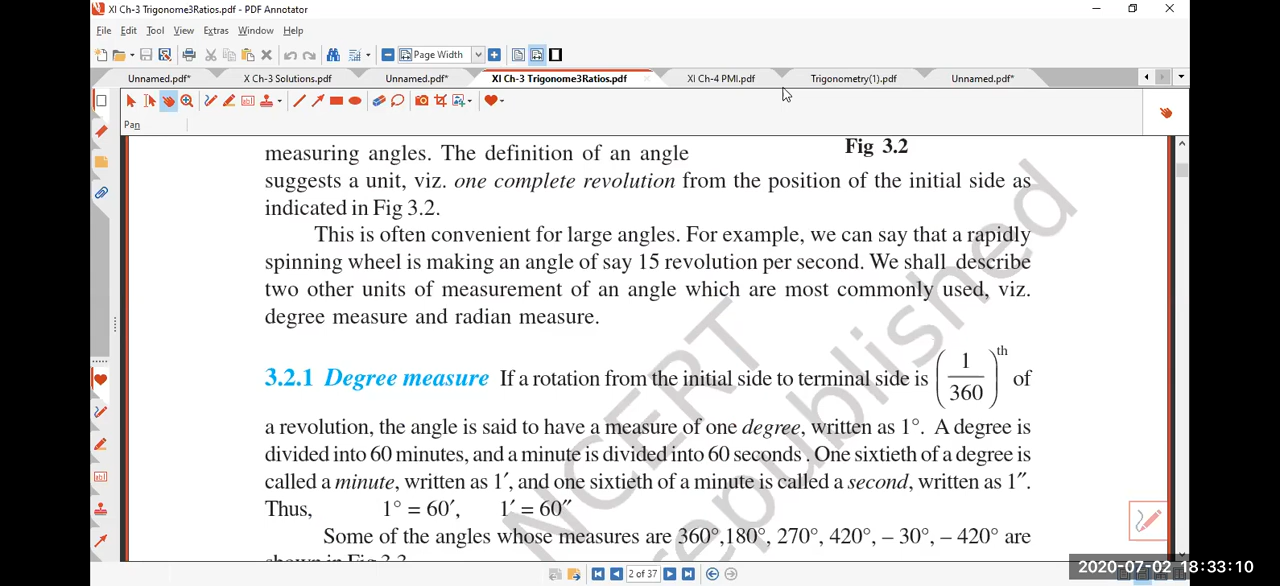 XI Ch-3 Trigonome3Ratios.pdf - PDF Annotator
File Edit Tool View Extras Window Help
Page Width
Unnamed.pdf* X Ch-3 Solutions.pdf Unnamed.pdf* XI Ch-3 Trigonome3Ratios.pdf XI Ch-4 PMI.pdf Trigonometry(1).pdf Unnamed.pdf*
Pan
measuring angles. The definition of an angle
Fig 3.2
suggests a unit, viz. one complete revolution from the position of the initial side as
indicated in Fig 3.2.
This is often convenient for large angles. For example, we can say that a rapidly
spinning wheel is making an angle of say 15 revolution per second. We shall describe
two other units of measurement of an angle which are most commonly used, viz.
degree measure and radian measure.
3.2.1 Degree measure If a rotation from the initial side to terminal side is (1/360)th of
a revolution, the angle is said to have a measure of one degree, written as 1°. A degree is
divided into 60 minutes, and a minute is divided into 60 seconds . One sixtieth of a degree is
called a minute, written as 1′, and one sixtieth of a minute is called a second, written as 1″.
Thus, 1° = 60′, 1′ = 60″
Some of the angles whose measures are 360°,180°, 270°, 420°, – 30°, – 420° are
shown in Fig 3.3
NCERT
republished
2 of 37
2020-07-02 18:33:10